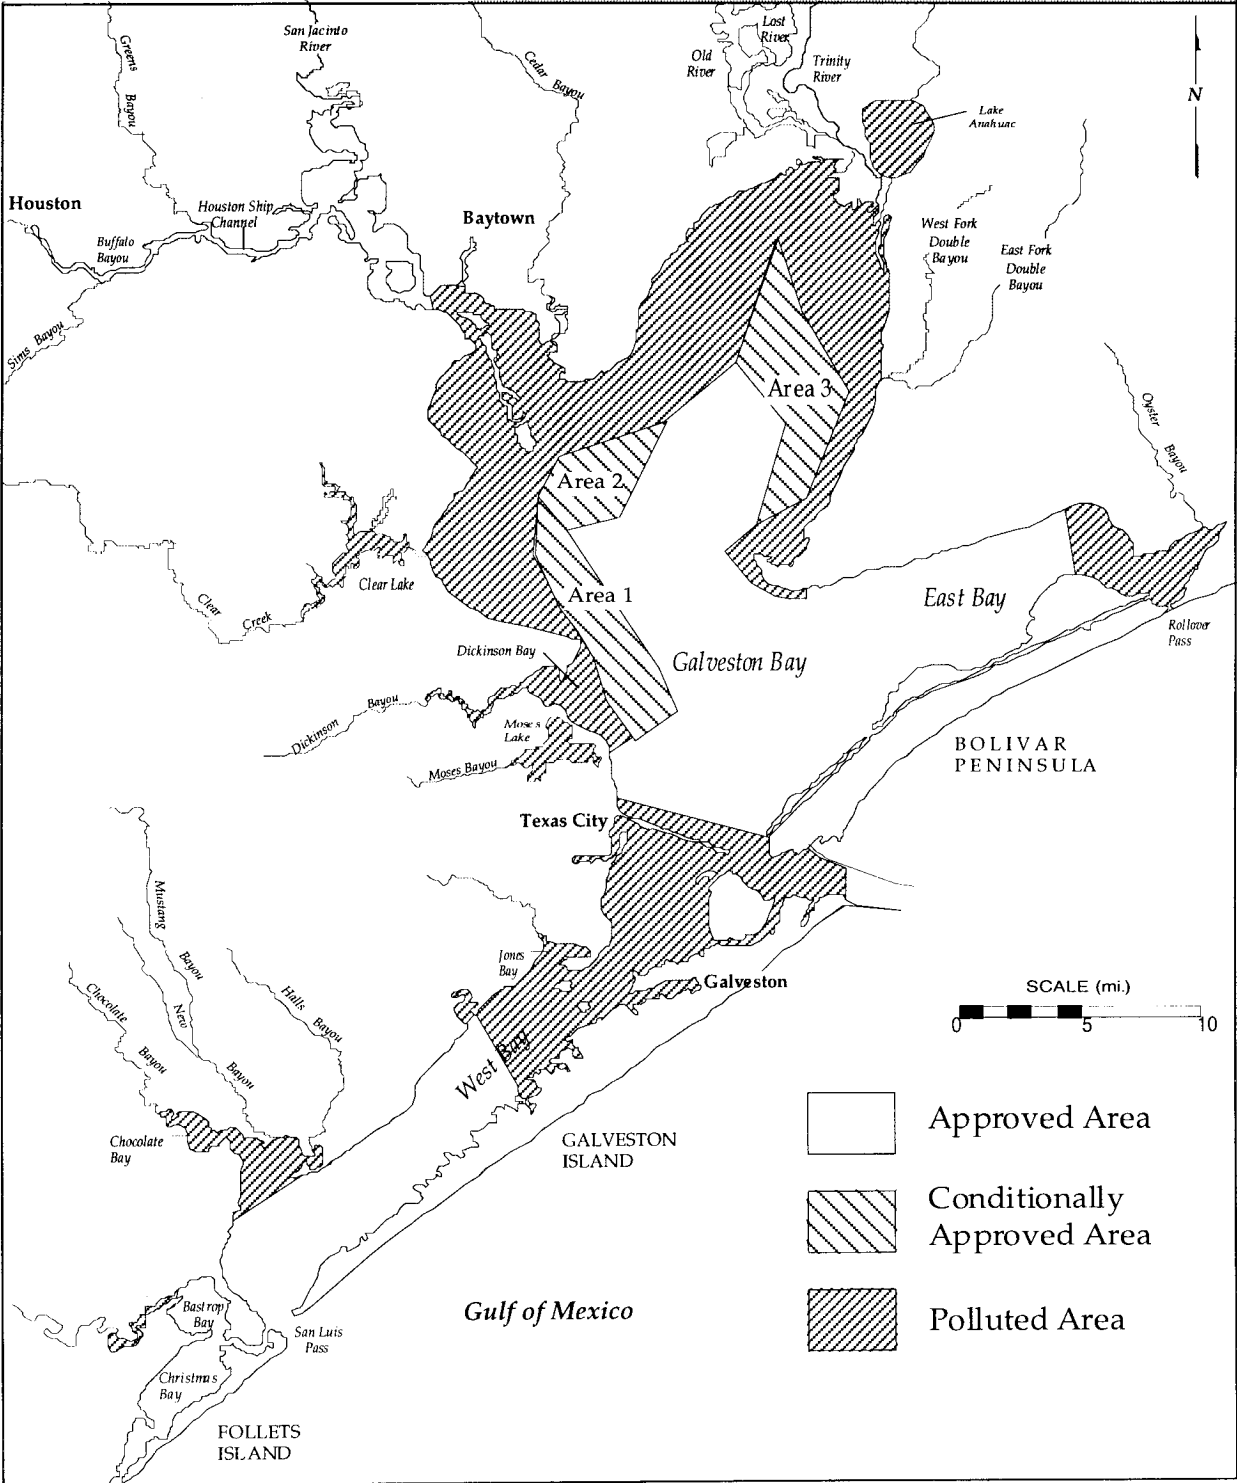 San Jacinto
River
Greens
Bayou
Cedar Bayou
Lost
River
Old
River
Trinity
River
N
Lake
Anahuac
Houston
Houston Ship
Channel
Baytown
Buffalo
Bayou
West Fork
Double
Bayou
East Fork
Double
Bayou
Sims Bayou
Area 3
Oyster Bayou
Area 2
Clear Lake
Area 1
East Bay
Clear Creek
Rollover
Pass
Dickinson Bay
Galveston Bay
Dickinson Bayou
Moses
Lake
Moses Bayou
BOLIVAR
PENINSULA
Texas City
Mustang Bayou
Jones
Bay
Galveston
Chocolate Bayou
New Bayou
Halls Bayou
SCALE (mi.)
0 5 10
West Bay
Approved Area
Chocolate
Bay
GALVESTON
ISLAND
Conditionally
Approved Area
Bastrop
Bay
Gulf of Mexico
Polluted Area
San Luis
Pass
Christmas
Bay
FOLLETS
ISLAND